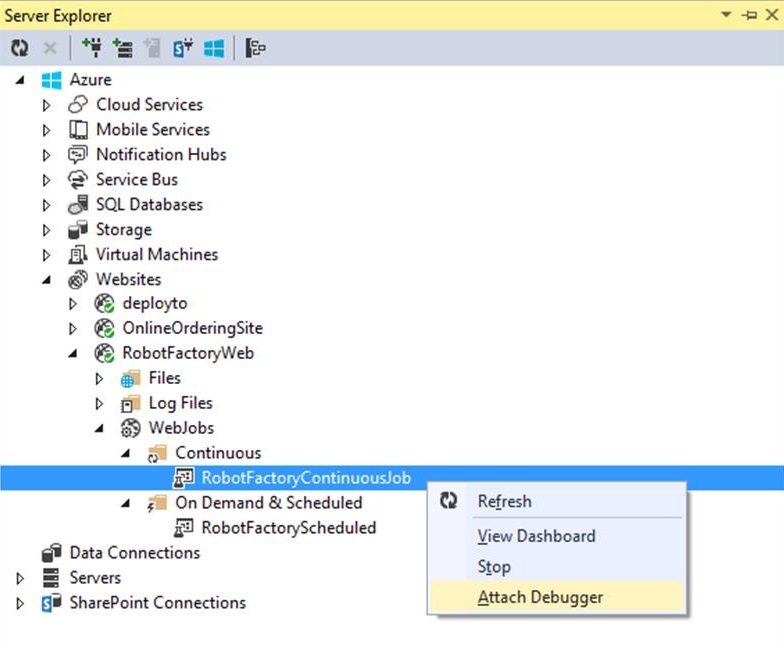 Server Explorer
Azure
Cloud Services
Mobile Services
Notification Hubs
Service Bus
SQL Databases
Storage
Virtual Machines
Websites
deployto
OnlineOrderingSite
RobotFactoryWeb
Files
Log Files
WebJobs
Continuous
RobotFactoryContinuousJob
On Demand & Scheduled
RobotFactoryScheduled
Data Connections
Servers
SharePoint Connections
Refresh
View Dashboard
Stop
Attach Debugger